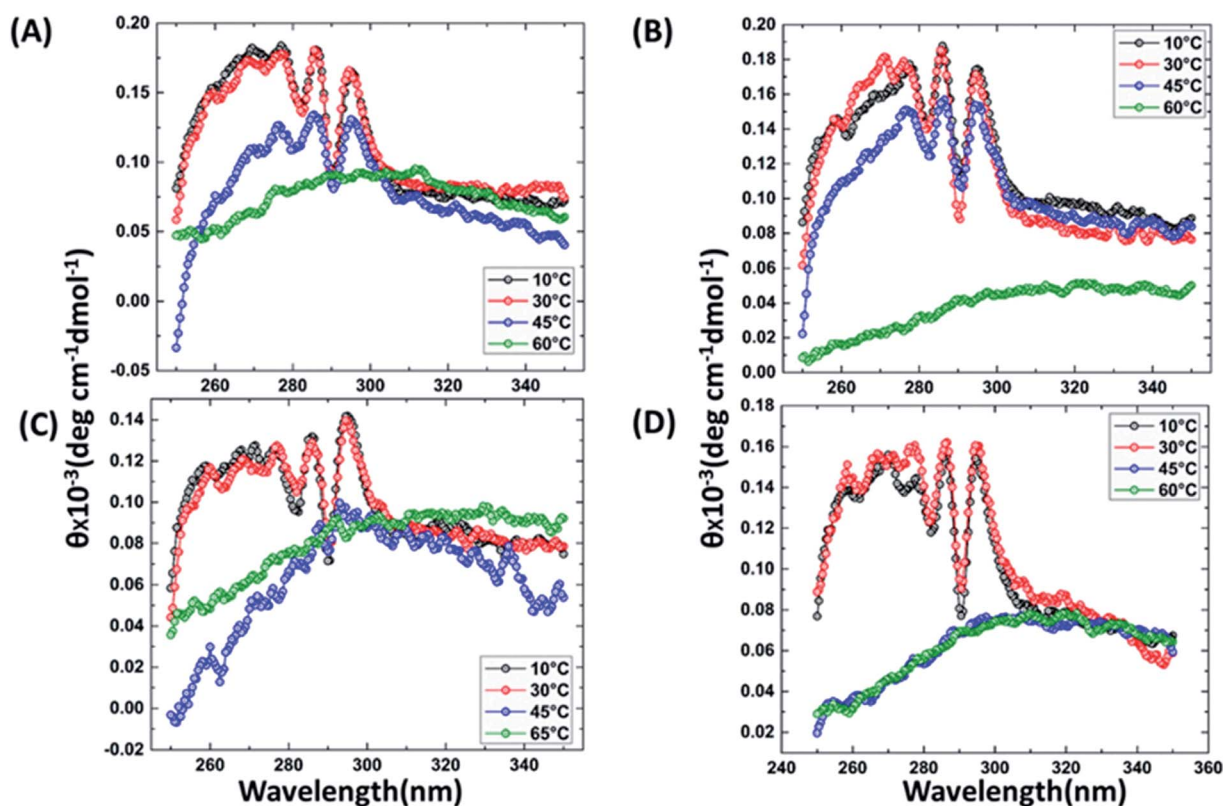 (A)
0.20
0.15
0.10
0.05
0.00
-0.05
260 280 300 320 340
10°C
30°C
45°C
60°C
(B)
0.20
0.18
0.16
0.14
0.12
0.10
0.08
0.06
0.04
0.02
0.00
260 280 300 320 340
10°C
30°C
45°C
60°C
(C)
0.14
0.12
0.10
0.08
0.06
0.04
0.02
0.00
-0.02
260 280 300 320 340
10°C
30°C
45°C
65°C
(D)
0.18
0.16
0.14
0.12
0.10
0.08
0.06
0.04
0.02
240 260 280 300 320 340 360
10°C
30°C
45°C
60°C
θx10⁻³(deg cm⁻¹dmol⁻¹)
θx10⁻³(deg cm⁻¹dmol⁻¹)
Wavelength(nm)
Wavelength(nm)